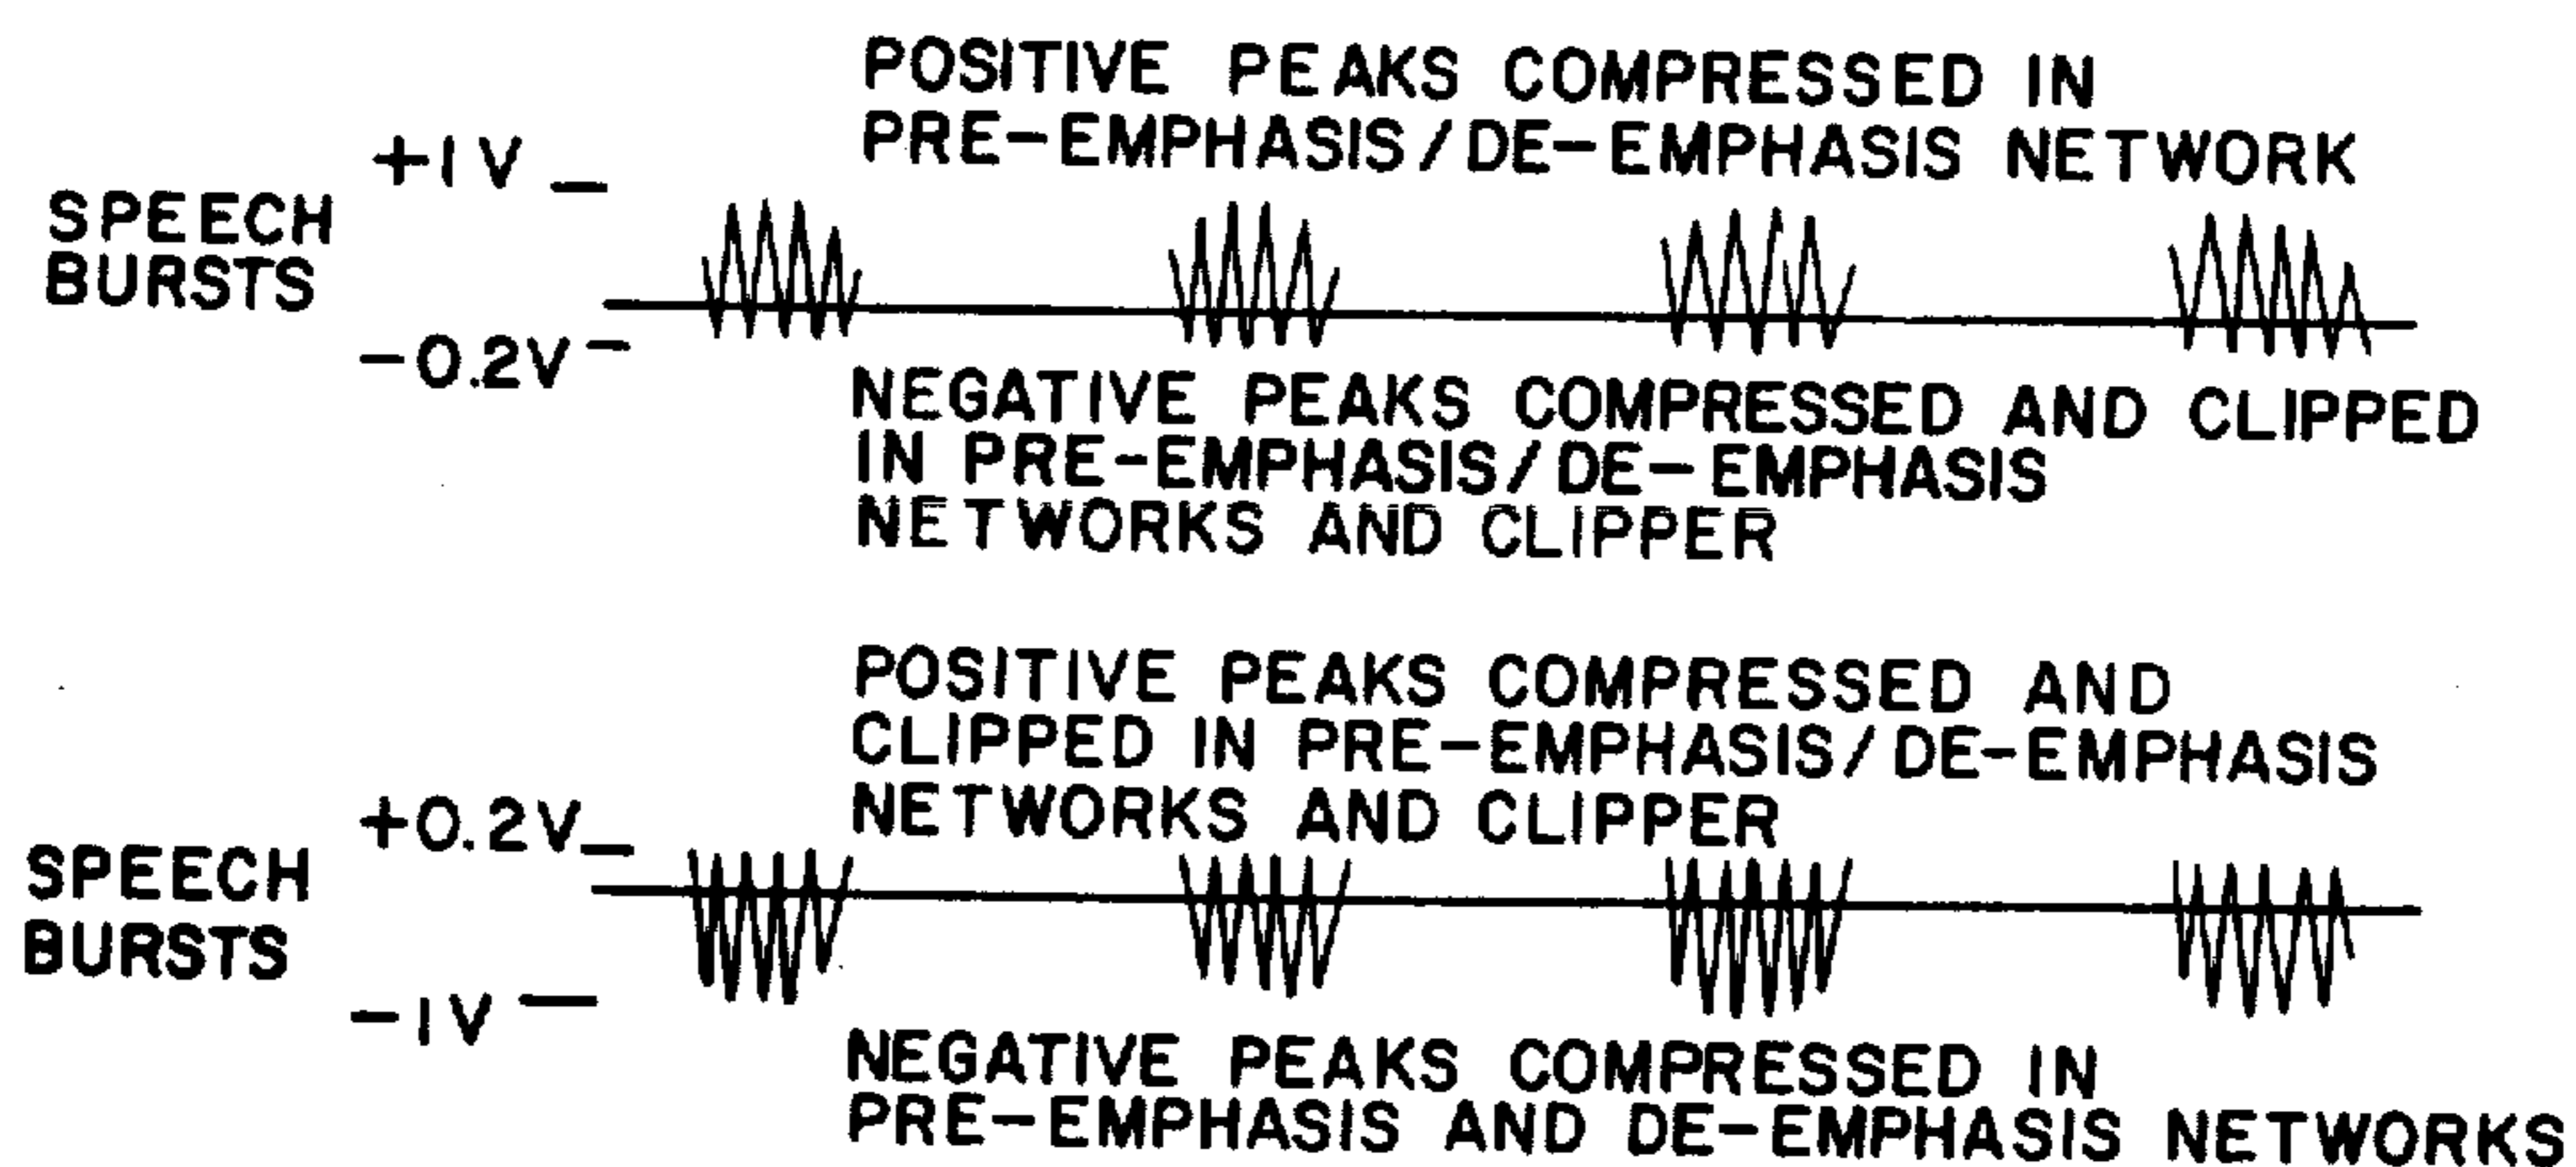 POSITIVE PEAKS COMPRESSED IN
PRE-EMPHASIS/DE-EMPHASIS NETWORK
+1V
SPEECH
BURSTS
-0.2V
NEGATIVE PEAKS COMPRESSED AND CLIPPED
IN PRE-EMPHASIS/DE-EMPHASIS
NETWORKS AND CLIPPER
POSITIVE PEAKS COMPRESSED AND
CLIPPED IN PRE-EMPHASIS/DE-EMPHASIS
NETWORKS AND CLIPPER
+0.2V
SPEECH
BURSTS
-1V
NEGATIVE PEAKS COMPRESSED IN
PRE-EMPHASIS AND DE-EMPHASIS NETWORKS